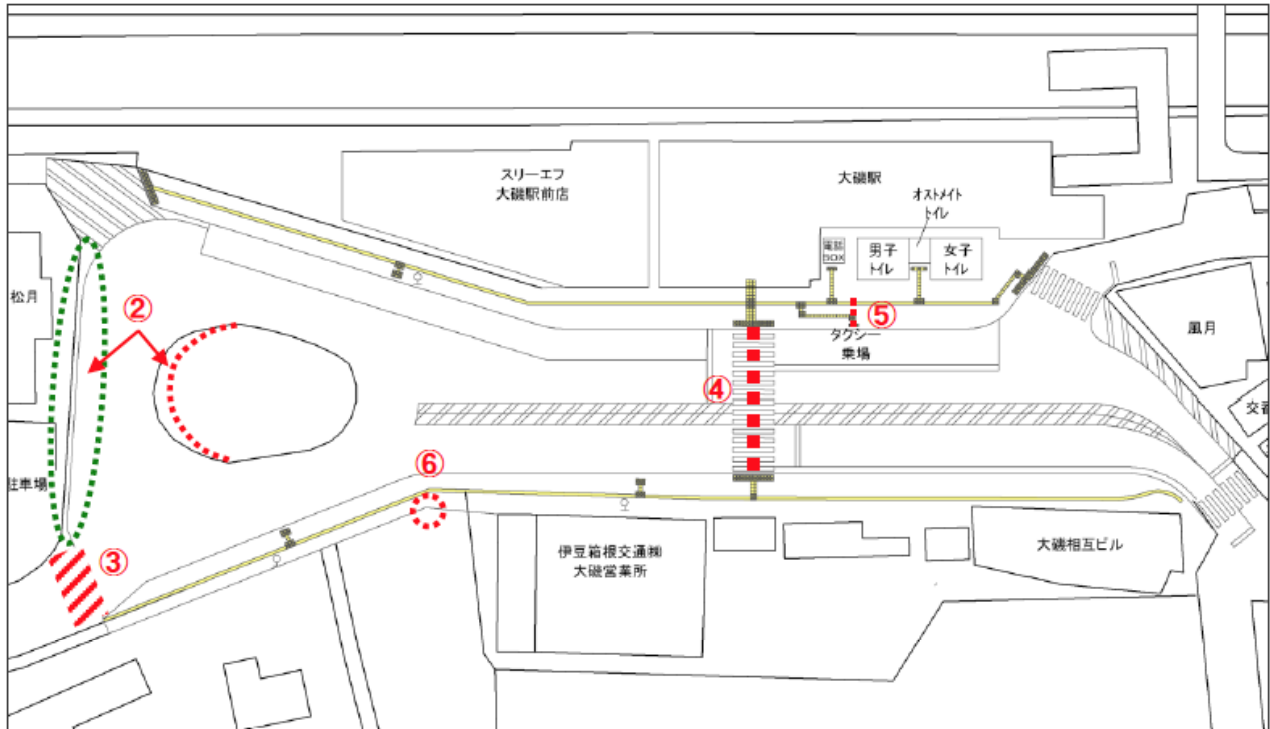 スリーエフ
大磯駅前店
大磯駅
オストメイト
トイレ
電話
BOX
男子
トイレ
女子
トイレ
松月
②
⑤
タクシー
乗場
風月
④
交番
⑥
駐車場
③
伊豆箱根交通㈱
大磯営業所
大磯相互ビル